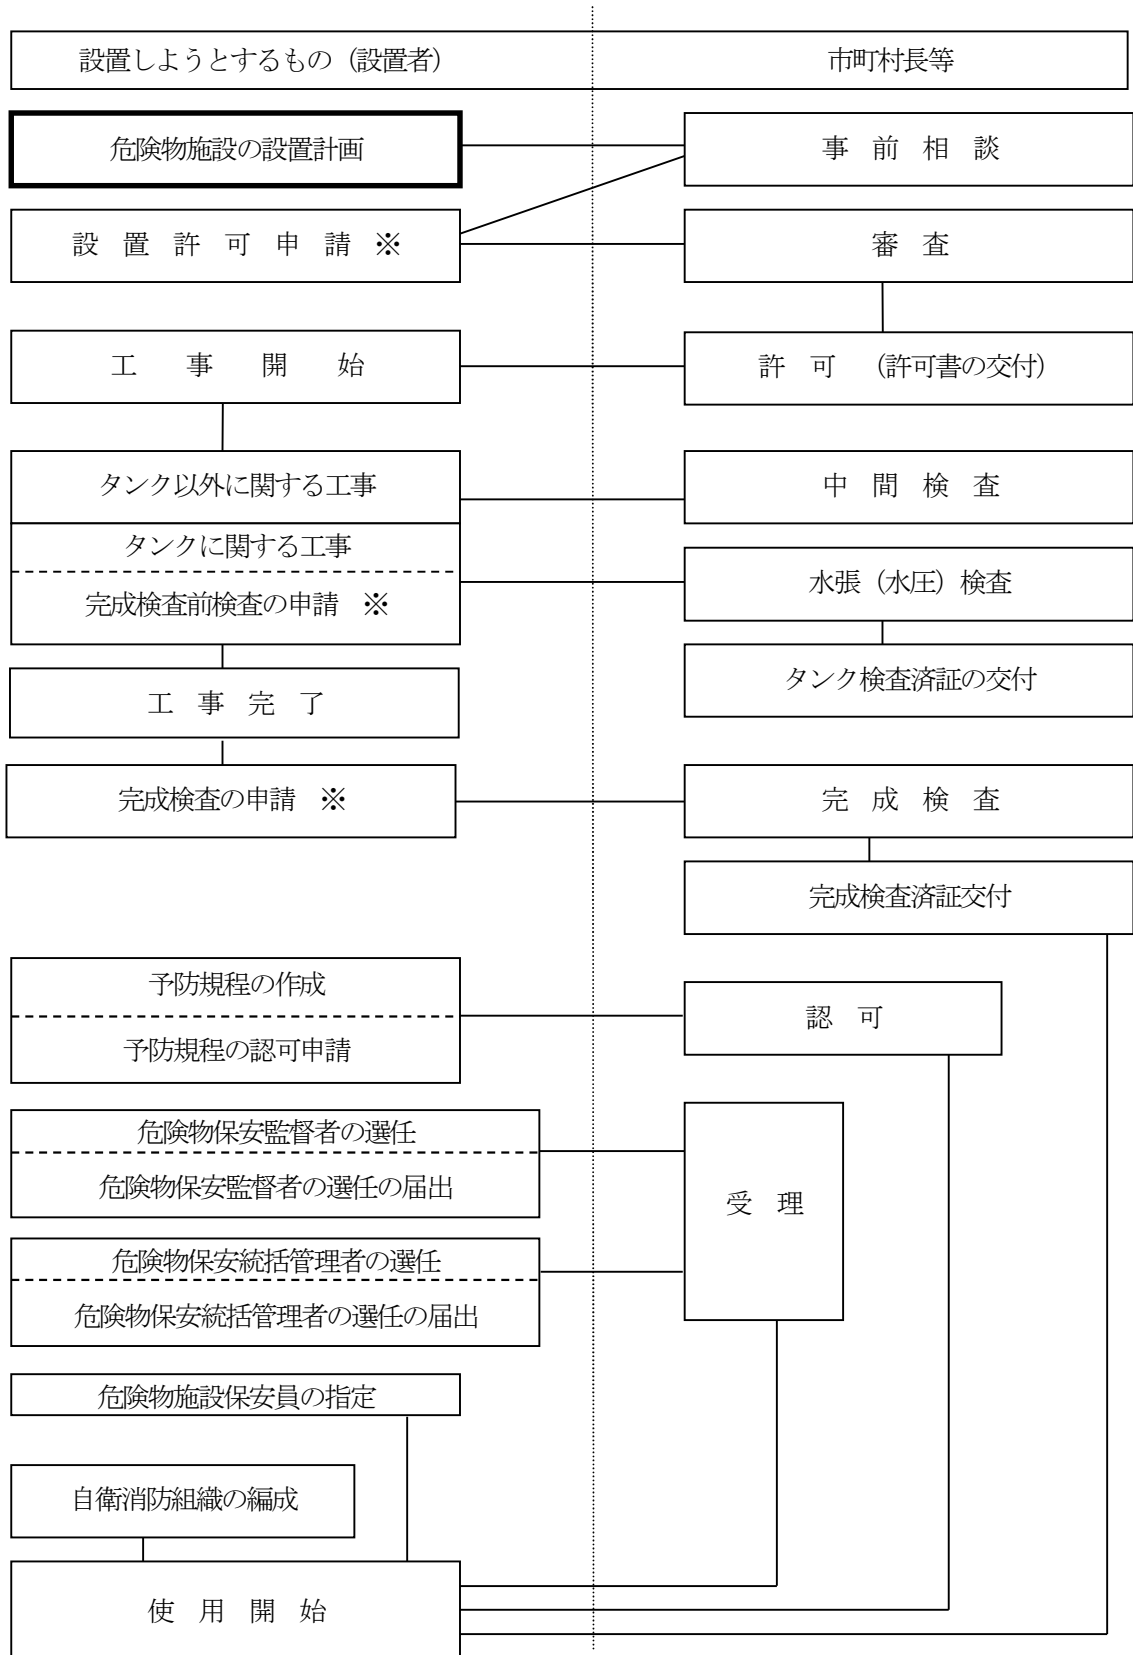 設置しようとするもの（設置者）
市町村長等
危険物施設の設置計画
事前相談
設置許可申請 ※
審査
工事開始
許可 （許可書の交付）
タンク以外に関する工事
中間検査
タンクに関する工事
完成検査前検査の申請 ※
水張（水圧）検査
タンク検査済証の交付
工事完了
完成検査の申請 ※
完成検査
完成検査済証交付
予防規程の作成
予防規程の認可申請
認可
危険物保安監督者の選任
危険物保安監督者の選任の届出
受理
危険物保安統括管理者の選任
危険物保安統括管理者の選任の届出
危険物施設保安員の指定
自衛消防組織の編成
使用開始